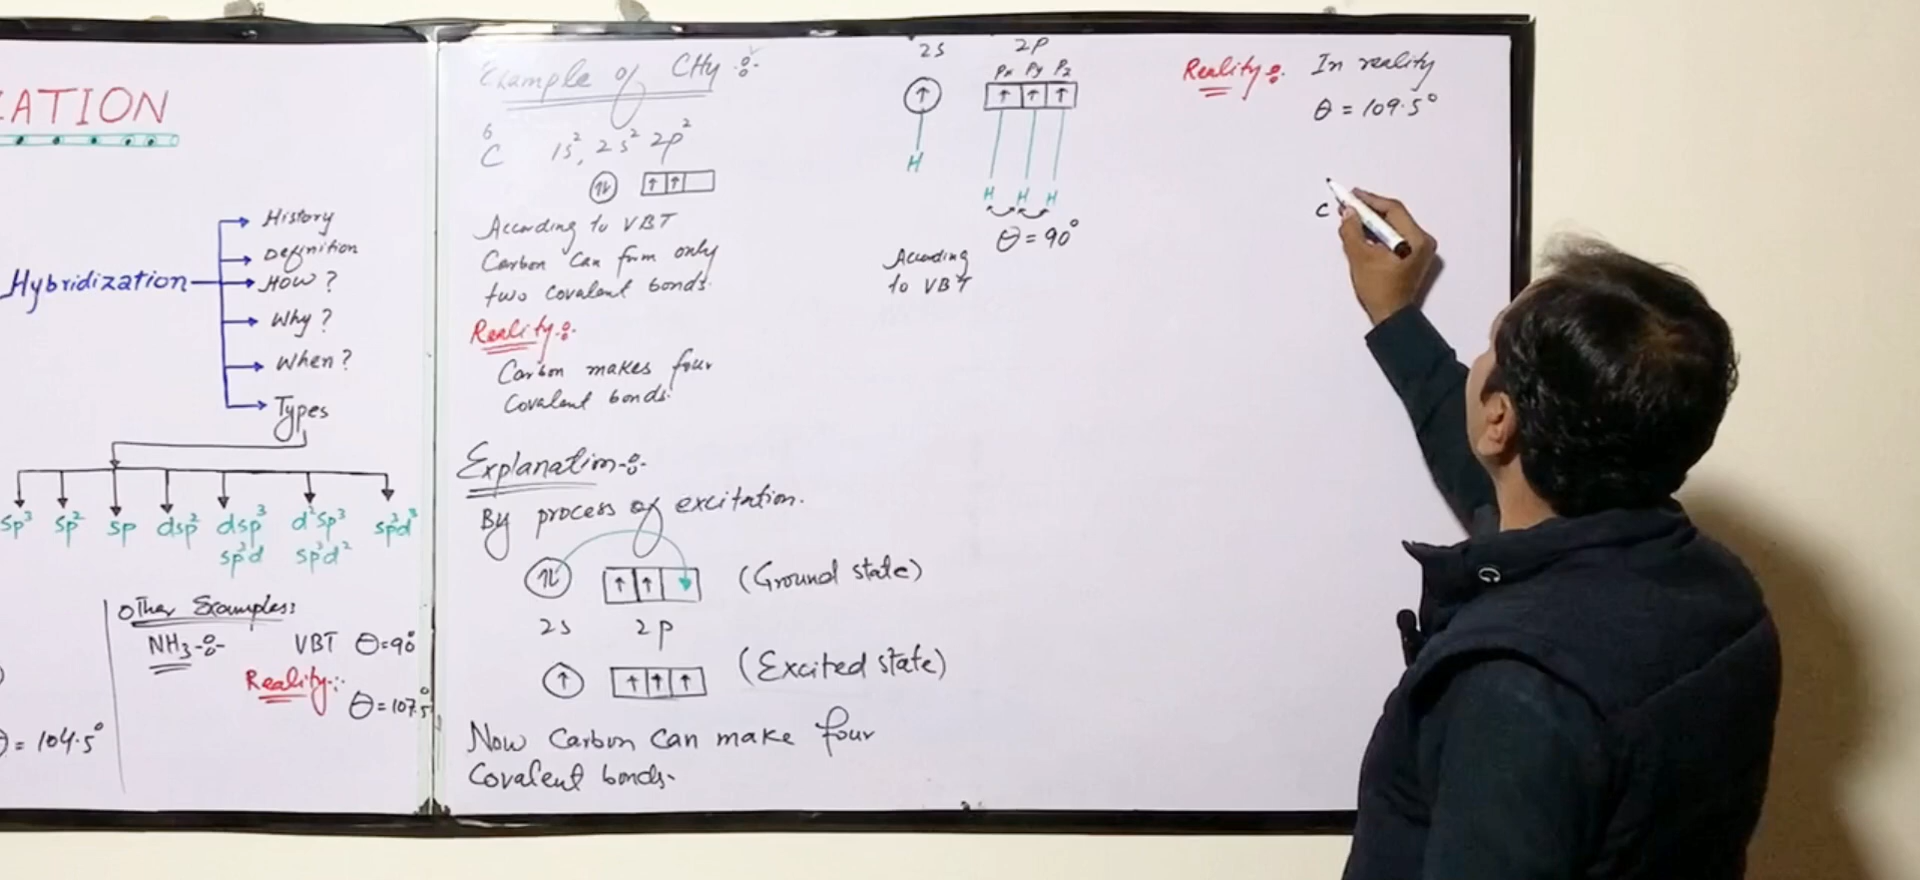 IATION
Hybridization
History
Definition
How?
Why?
When?
Types
sp³ sp² sp dsp² dsp³ d²sp³ sp³d³
sp³d sp³d²
Other Examples:
NH₃ VBT θ=90°
Reality:
θ=107.5°
θ = 104.5°
Example of CH₄
6
C 1s², 2s² 2p²
↑↓ ↑ ↑
According to VBT
Carbon can form only
two covalent bonds.
Reality:
Carbon makes four
covalent bonds.
Explanation:
By process of excitation.
↑↓ ↑ ↑ (Ground state)
2s 2p
↑ ↑ ↑ ↑ (Excited state)
Now Carbon can make four
covalent bonds.
2s 2p
Px Py Pz
↑ ↑ ↑ ↑
H
H H H
θ = 90°
According
to VBT
Reality: In reality
θ = 109.5°
C